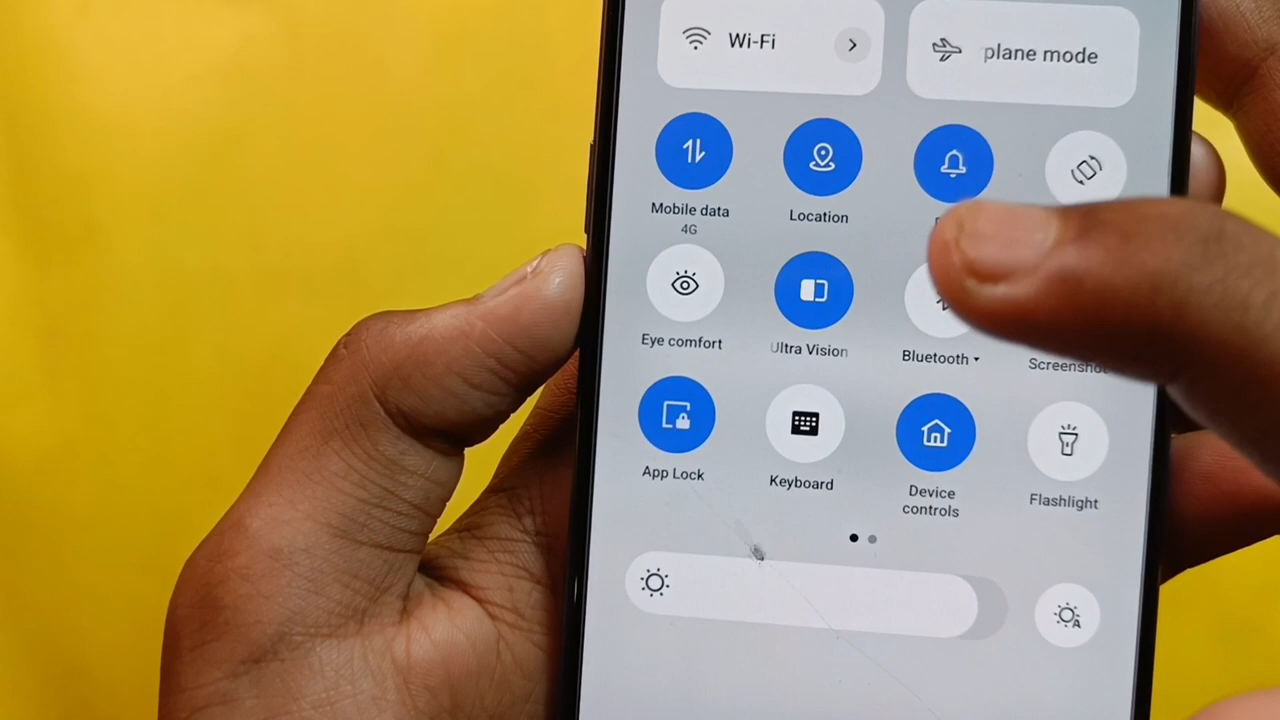 Wi-Fi
plane mode
Mobile data
4G
Location
Eye comfort
Ultra Vision
Bluetooth
App Lock
Keyboard
Device
controls
Flashlight